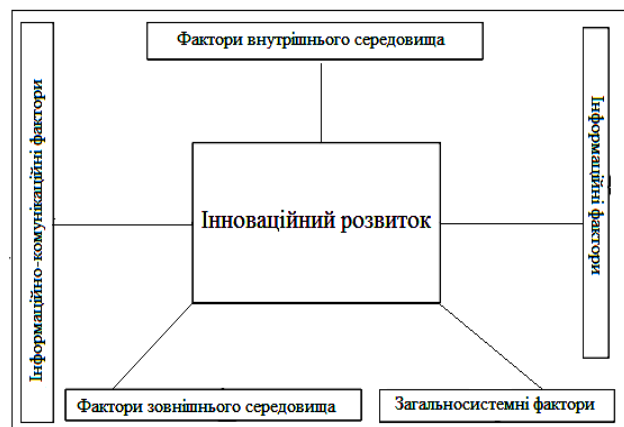 Фактори внутрішнього середовища
Інформаційно-комунікаційні фактори
Інноваційний розвиток
Інформаційні фактори
Фактори зовнішнього середовища
Загальносистемні фактори